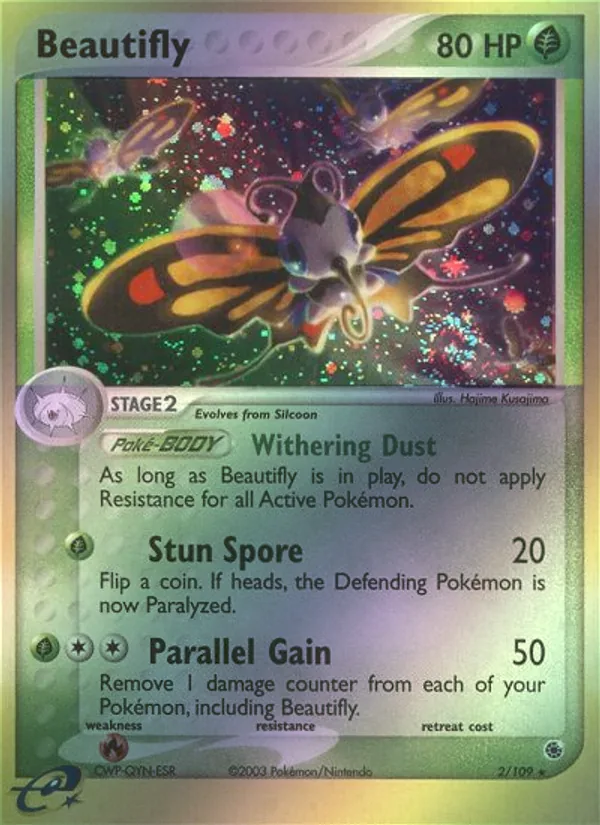 Beautifly 80 HP
Illus. Hajime Kusajima
STAGE2
Evolves from Silcoon
Poké-BODY Withering Dust
As long as Beautifly is in play, do not apply
Resistance for all Active Pokémon.
Stun Spore 20
Flip a coin. If heads, the Defending Pokémon is
now Paralyzed.
Parallel Gain 50
Remove 1 damage counter from each of your
Pokémon, including Beautifly.
weakness resistance retreat cost
CWP-QYN-ESR ©2003 Pokémon/Nintendo 2/109 ★
e